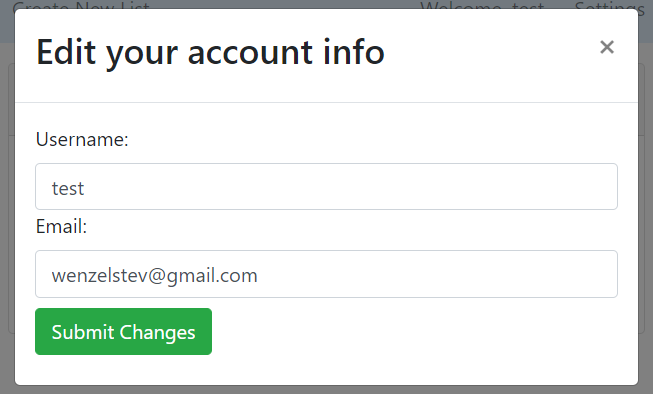 Create New List Welcome, test Settings
Edit your account info ×
Username:
test
Email:
wenzelstev@gmail.com
Submit Changes